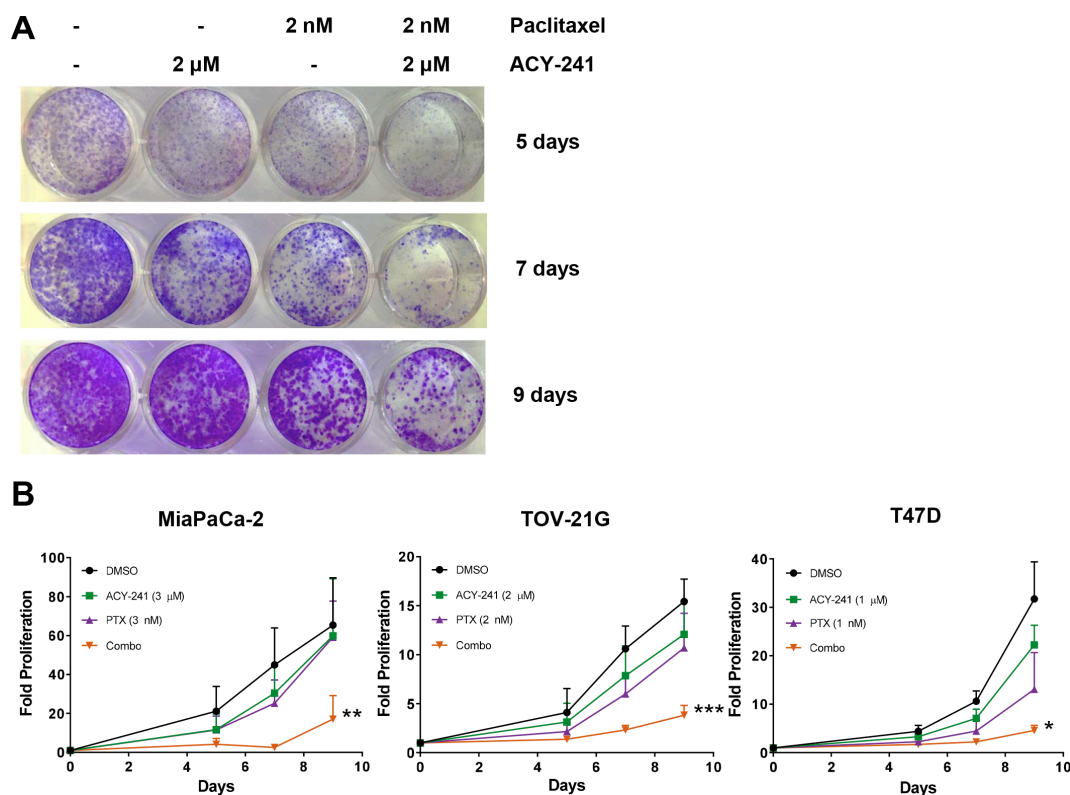 A
- - 2 nM 2 nM Paclitaxel
- 2 µM - 2 µM ACY-241
5 days
7 days
9 days
B
MiaPaCa-2
Fold Proliferation
100
80
60
40
20
0
DMSO
ACY-241 (3 µM)
PTX (3 nM)
Combo
**
0 2 4 6 8 10
Days
TOV-21G
Fold Proliferation
20
15
10
5
0
DMSO
ACY-241 (2 µM)
PTX (2 nM)
Combo
***
0 2 4 6 8 10
Days
T47D
Fold Proliferation
40
30
20
10
0
DMSO
ACY-241 (1 µM)
PTX (1 nM)
Combo
*
0 2 4 6 8 10
Days